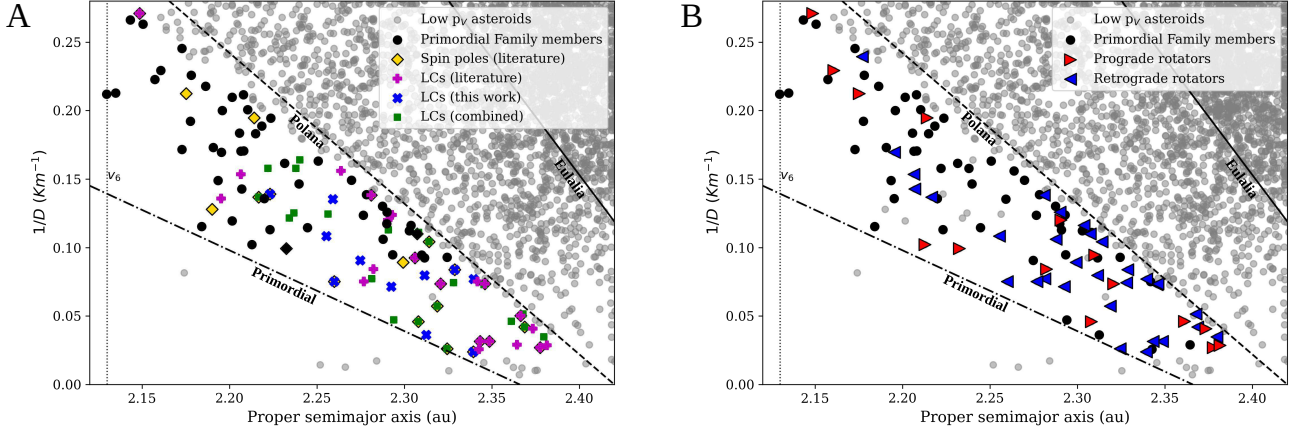 A
Low pV asteroids
Primordial Family members
Spin poles (literature)
LCs (literature)
LCs (this work)
LCs (combined)
Polana
Eulalia
Primordial
ν6
0.25
0.20
0.15
0.10
0.05
0.00
1/D (Km−1)
2.15 2.20 2.25 2.30 2.35 2.40
Proper semimajor axis (au)
B
Low pV asteroids
Primordial Family members
Prograde rotators
Retrograde rotators
Polana
Eulalia
Primordial
ν6
0.25
0.20
0.15
0.10
0.05
0.00
1/D (Km−1)
2.15 2.20 2.25 2.30 2.35 2.40
Proper semimajor axis (au)